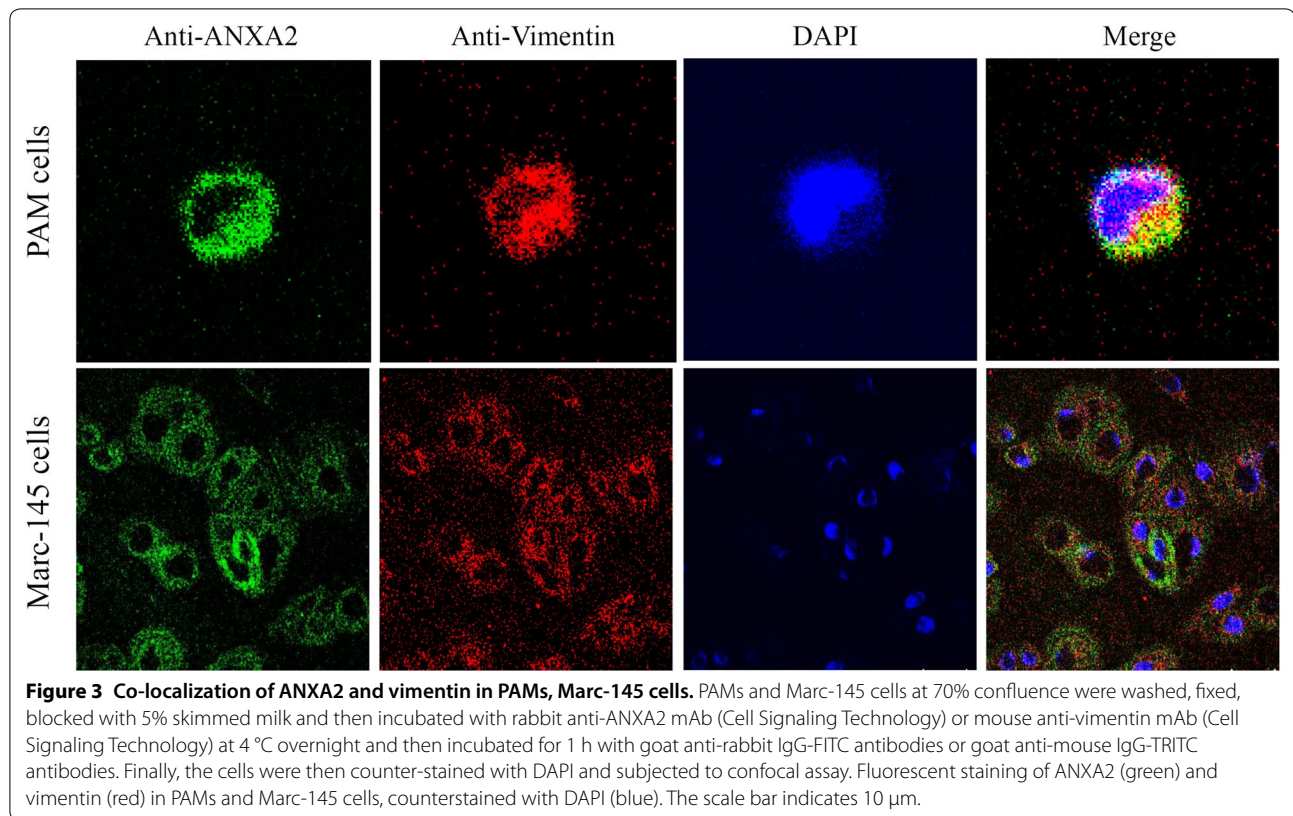 Anti-ANXA2 Anti-Vimentin DAPI Merge
PAM cells
Marc-145 cells
Figure 3 Co-localization of ANXA2 and vimentin in PAMs, Marc-145 cells. PAMs and Marc-145 cells at 70% confluence were washed, fixed,
blocked with 5% skimmed milk and then incubated with rabbit anti-ANXA2 mAb (Cell Signaling Technology) or mouse anti-vimentin mAb (Cell
Signaling Technology) at 4 °C overnight and then incubated for 1 h with goat anti-rabbit IgG-FITC antibodies or goat anti-mouse IgG-TRITC
antibodies. Finally, the cells were then counter-stained with DAPI and subjected to confocal assay. Fluorescent staining of ANXA2 (green) and
vimentin (red) in PAMs and Marc-145 cells, counterstained with DAPI (blue). The scale bar indicates 10 μm.